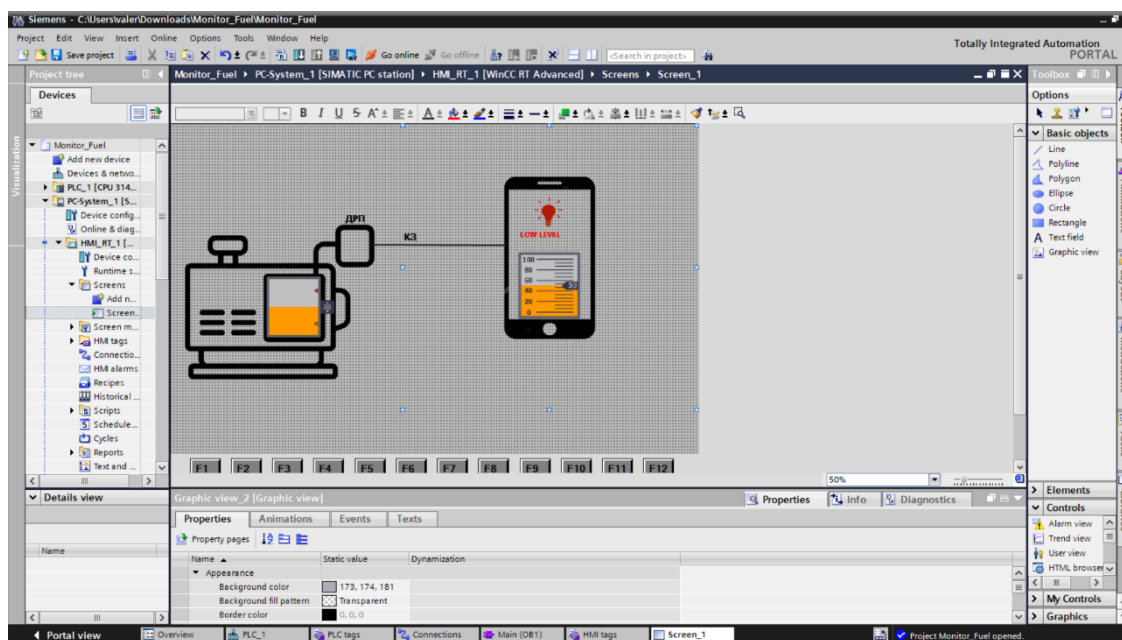 Siemens - C:\Users\valer\Downloads\Monitor_Fuel\Monitor_Fuel
Project Edit View Insert Online Options Tools Window Help
Totally Integrated Automation
PORTAL
Save project Go online Go offline <Search in project>
Project tree
Monitor_Fuel PC-System_1 [SIMATIC PC station] HMI_RT_1 [WinCC RT Advanced] Screens Screen_1
Toolbox
Devices
Options
B I U S A A
Visualization
Monitor_Fuel
Add new device
Devices & netwo...
PLC_1 [CPU 314...
PC-System_1 [S...
Device config...
Online & diag...
HMI_RT_1 [...
Device co...
Runtime s...
Screens
Add n...
Screen...
Screen m...
HMI tags
Connectio...
HMI alarms
Recipes
Historical ...
Scripts
Schedule...
Cycles
Reports
Text and ...
ДРП
КЗ
LOW LEVEL
100
80
60
40
20
0
50
F1 F2 F3 F4 F5 F6 F7 F8 F9 F10 F11 F12
50%
Basic objects
Line
Polyline
Polygon
Ellipse
Circle
Rectangle
Text field
Graphic view
Elements
Controls
Alarm view
Trend view
User view
HTML browser
My Controls
Graphics
Details view
Name
Graphic view_2 [Graphic view]
Properties Info Diagnostics
Properties Animations Events Texts
Property pages
Name Static value Dynamization
Appearance
Background color 173, 174, 181
Background fill pattern Transparent
Border color 0, 0, 0
Portal view Overview PLC_1 PLC tags Connections Main (OB1) HMI tags Screen_1 Project Monitor_Fuel opened.